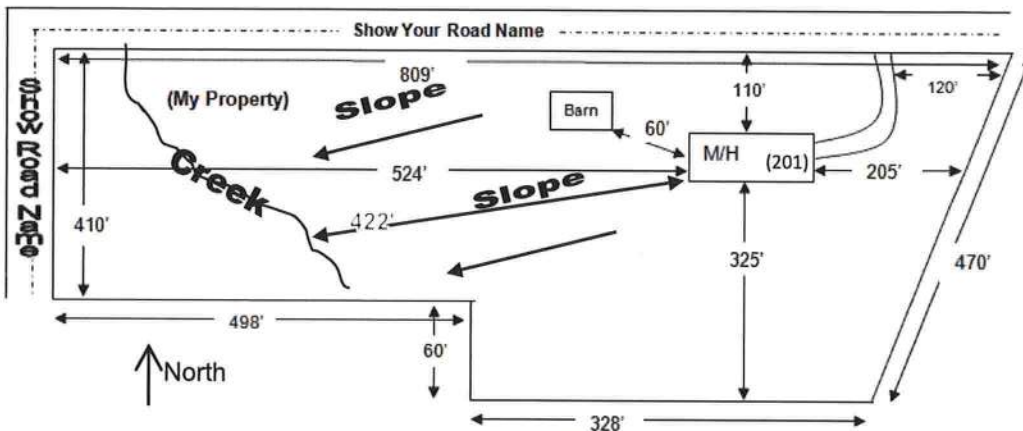 Show Your Road Name
809'
(My Property)
Slope
Barn
110'
120'
60'
M/H
(201)
Show Road Name
Creek
524'
205'
Slope
422'
410'
325'
470'
498'
60'
North
328'